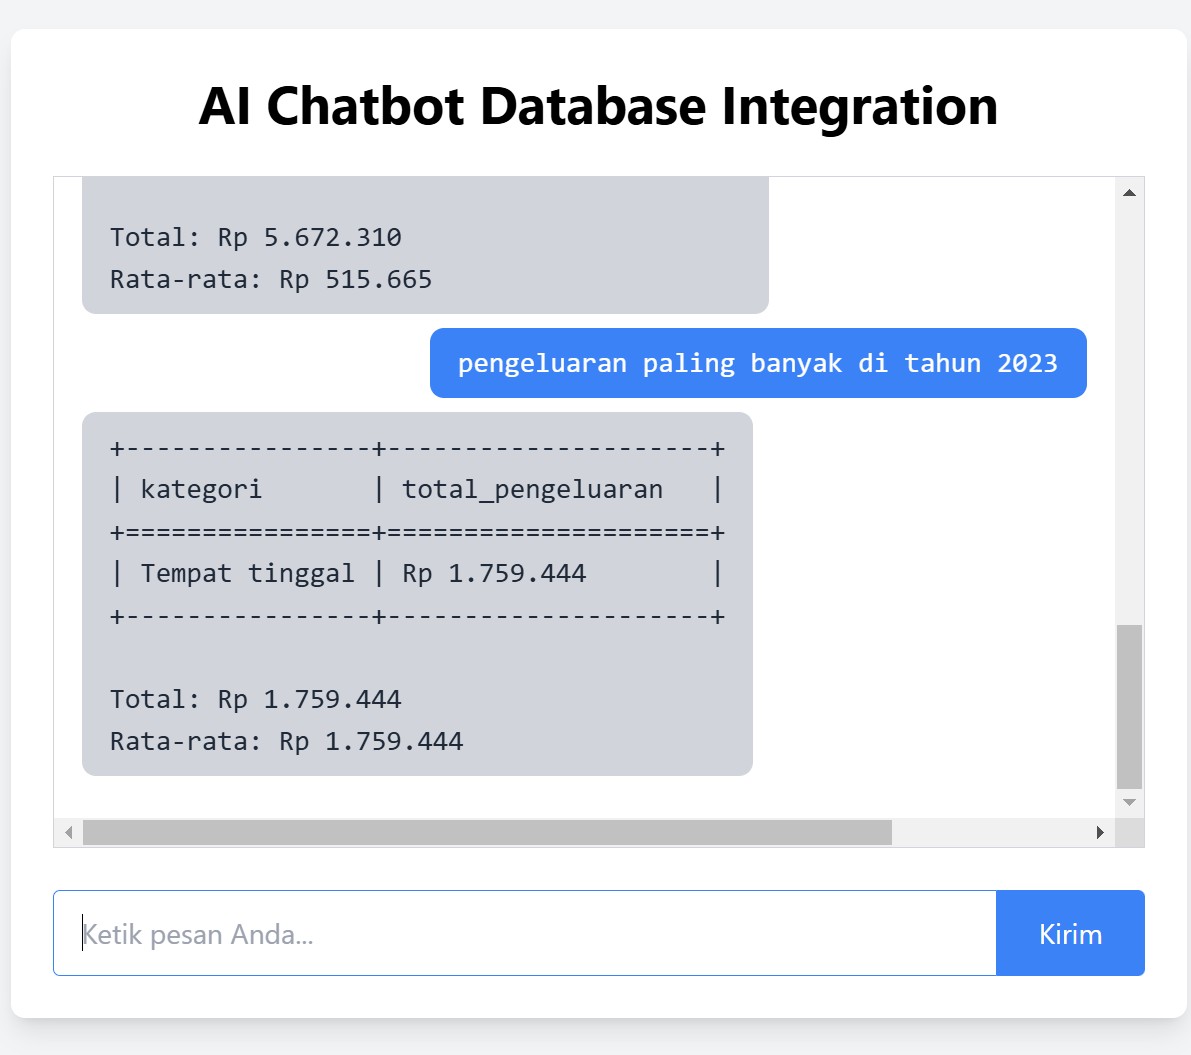 AI Chatbot Database Integration
Total: Rp 5.672.310
Rata-rata: Rp 515.665
pengeluaran paling banyak di tahun 2023
+----------------+---------------------+
| kategori       | total_pengeluaran   |
+================+=====================+
| Tempat tinggal | Rp 1.759.444        |
+----------------+---------------------+
Total: Rp 1.759.444
Rata-rata: Rp 1.759.444
Ketik pesan Anda...
Kirim